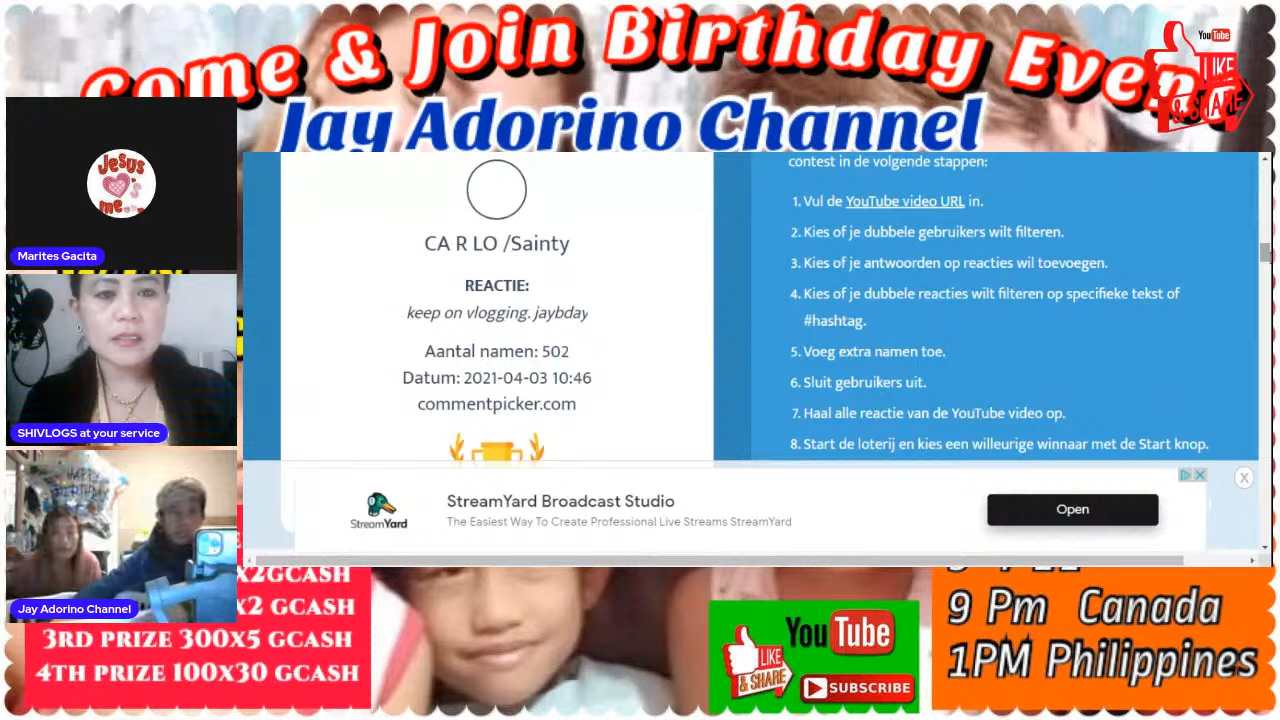 Come & Join Birthday Even
Jay Adorino Channel
YouTube
LIKE
& SHARE
Jesus
's
me
Marites Gacita
SHIVLOGS at your service
HAPPY
BIRTHDAY
Jay Adorino Channel
CA R LO /Sainty
REACTIE:
keep on vlogging. jaybday
Aantal namen: 502
Datum: 2021-04-03 10:46
commentpicker.com
contest in de volgende stappen:
1. Vul de YouTube video URL in.
2. Kies of je dubbele gebruikers wilt filteren.
3. Kies of je antwoorden op reacties wil toevoegen.
4. Kies of je dubbele reacties wilt filteren op specifieke tekst of
#hashtag.
5. Voeg extra namen toe.
6. Sluit gebruikers uit.
7. Haal alle reactie van de YouTube video op.
8. Start de loterij en kies een willeurige winnaar met de Start knop.
StreamYard
StreamYard Broadcast Studio
The Easiest Way To Create Professional Live Streams StreamYard
Open
X
X2GCASH
X2 GCASH
3RD PRIZE 300X5 GCASH
4TH PRIZE 100X30 GCASH
YouTube
LIKE
& SHARE
SUBSCRIBE
9 Pm Canada
1PM Philippines